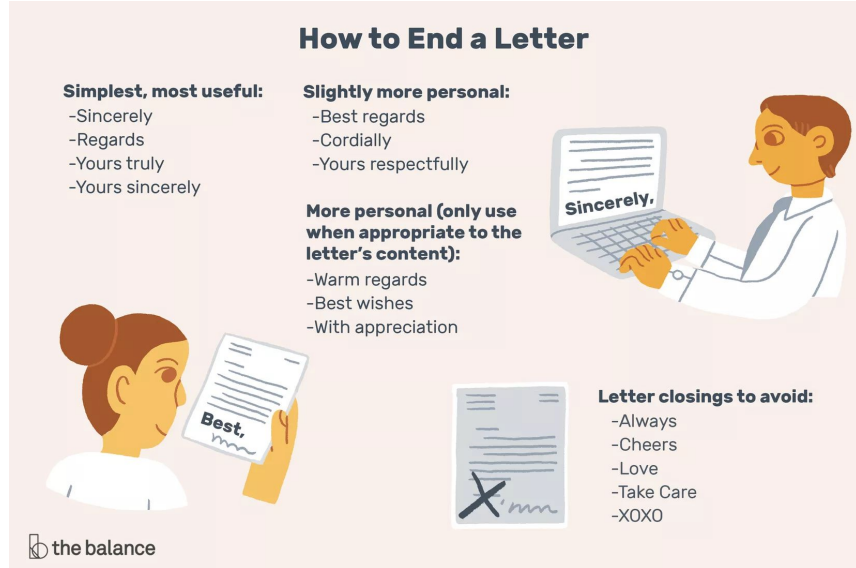 How to End a Letter
Simplest, most useful:
-Sincerely
-Regards
-Yours truly
-Yours sincerely
Slightly more personal:
-Best regards
-Cordially
-Yours respectfully
More personal (only use
when appropriate to the
letter's content):
-Warm regards
-Best wishes
-With appreciation
Sincerely,
Best,
Letter closings to avoid:
-Always
-Cheers
-Love
-Take Care
-XOXO
the balance